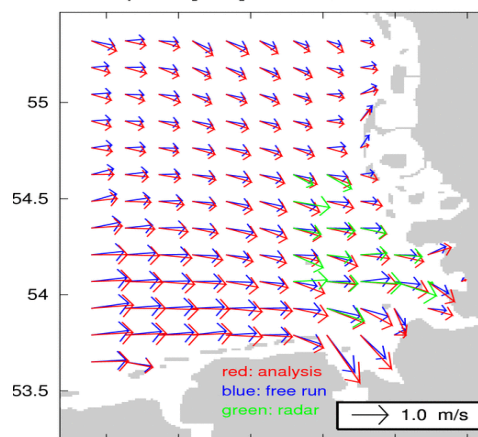 55
54.5
54
53.5
red: analysis
blue: free run
green: radar
1.0 m/s